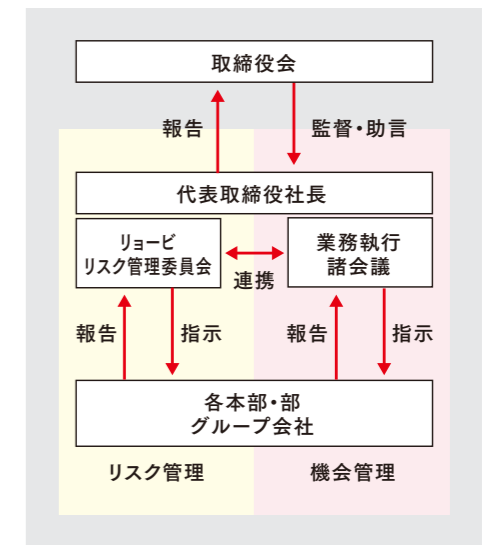 取締役会
報告
監督・助言
代表取締役社長
リョービ
リスク管理委員会
連携
業務執行
諸会議
報告
指示
報告
指示
各本部・部
グループ会社
リスク管理
機会管理